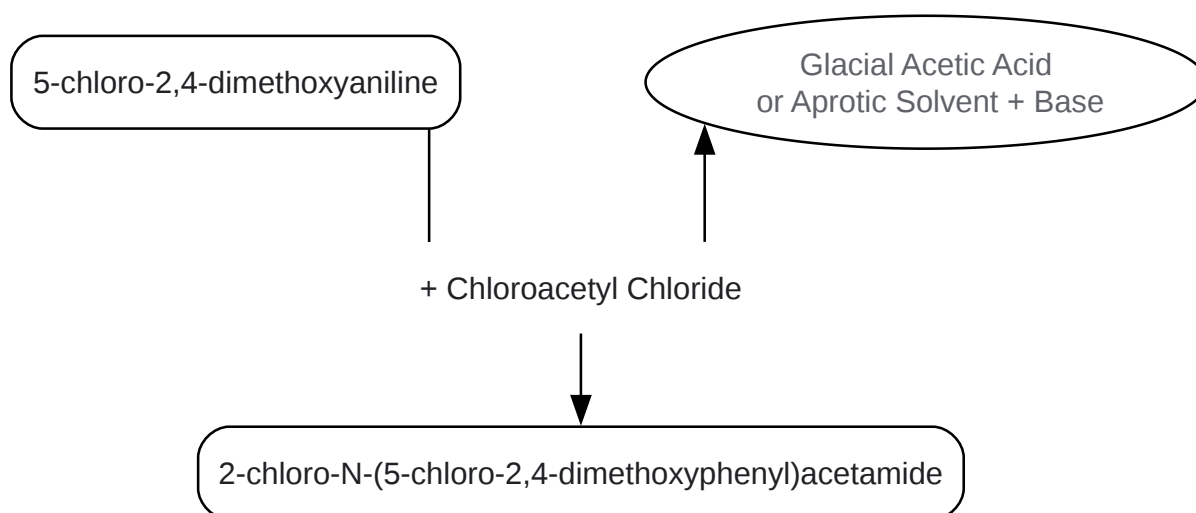 5-chloro-2,4-dimethoxyaniline
Glacial Acetic Acid
or Aprotic Solvent + Base
+ Chloroacetyl Chloride
2-chloro-N-(5-chloro-2,4-dimethoxyphenyl)acetamide